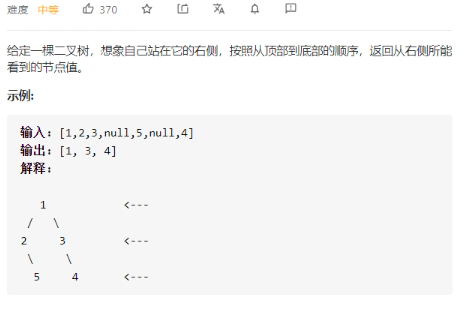 难度 中等 370
给定一棵二叉树，想象自己站在它的右侧，按照从顶部到底部的顺序，返回从右侧所能
看到的节点值。
示例:
输入: [1,2,3,null,5,null,4]
输出: [1, 3, 4]
解释:
1 <---
/ \
2 3 <---
\ \
5 4 <---